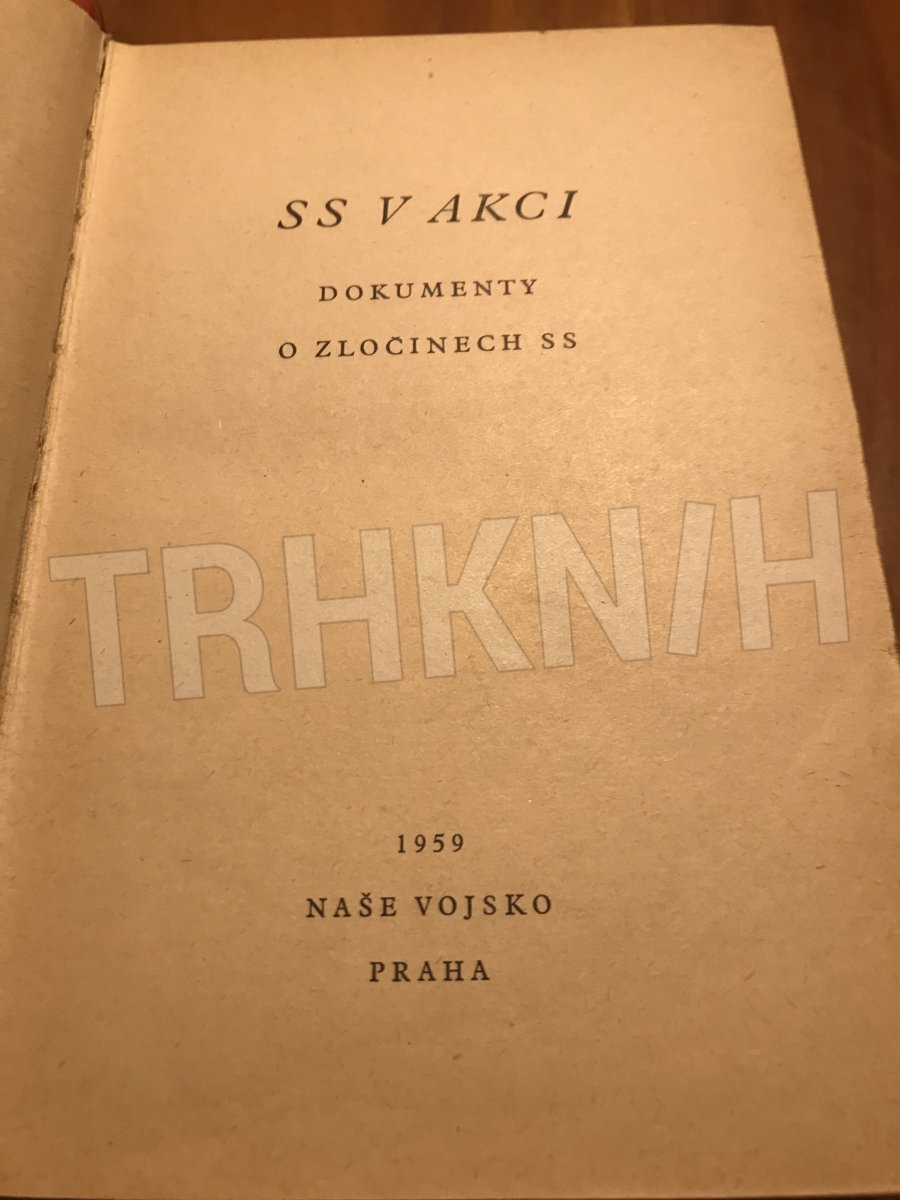 SS V AKCI
DOKUMENTY
O ZLOČINECH SS
TRHKNIH
1959
NAŠE VOJSKO
PRAHA